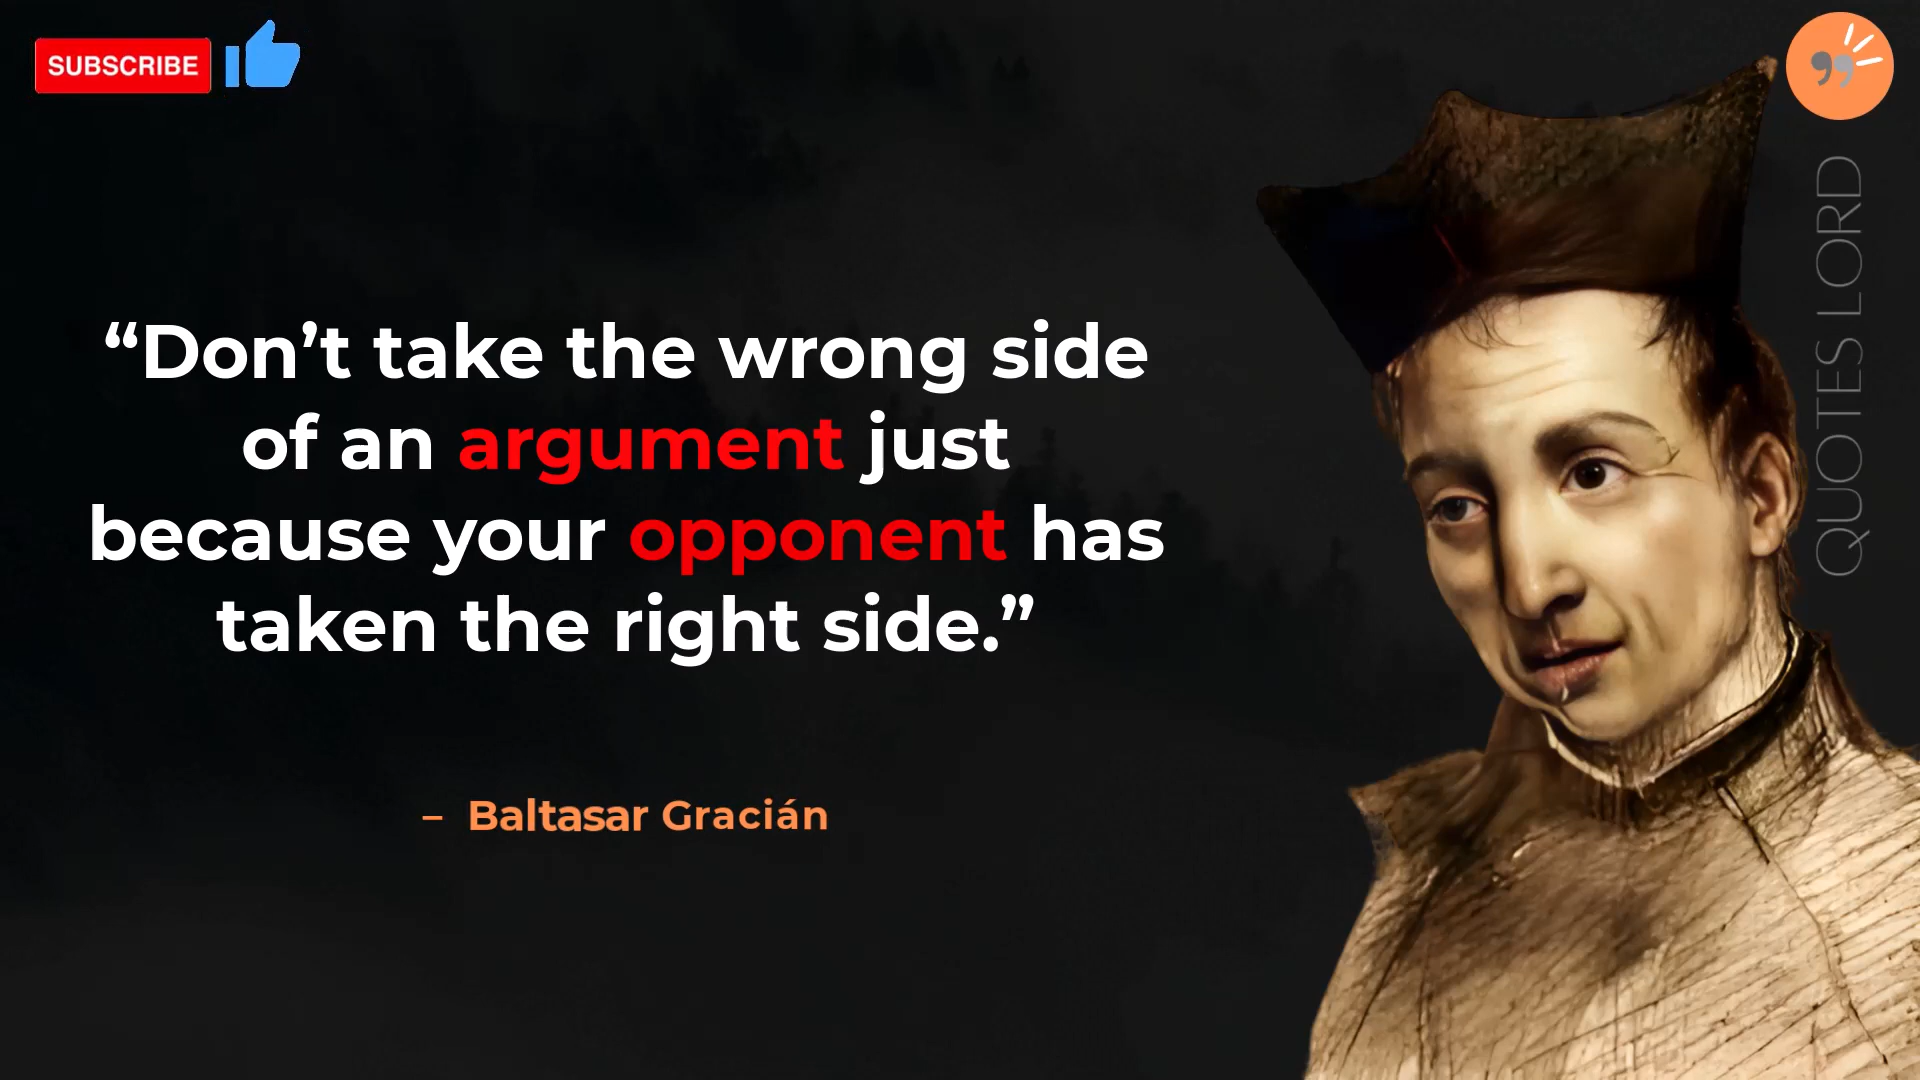 SUBSCRIBE
“Don’t take the wrong side
of an argument just
because your opponent has
taken the right side.”
– Baltasar Gracián
QUOTES LORD